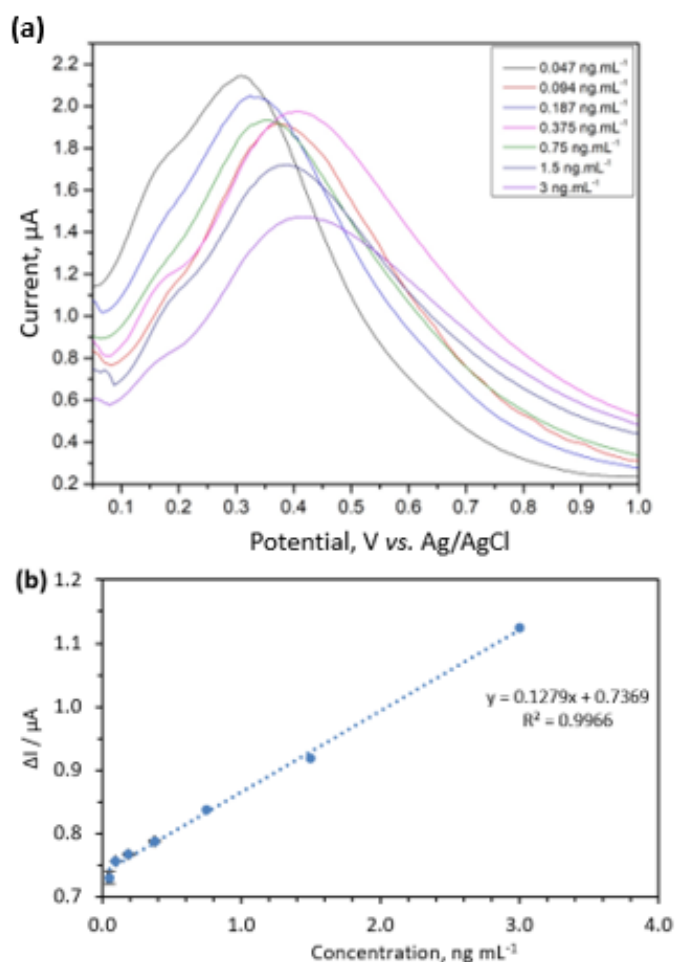 (a)
2.2
2.0
1.8
1.6
1.4
1.2
1.0
0.8
0.6
0.4
0.2
Current, µA
0.047 ng.mL⁻¹
0.094 ng.mL⁻¹
0.187 ng.mL⁻¹
0.375 ng.mL⁻¹
0.75 ng.mL⁻¹
1.5 ng.mL⁻¹
3 ng.mL⁻¹
0.1 0.2 0.3 0.4 0.5 0.6 0.7 0.8 0.9 1.0
Potential, V vs. Ag/AgCl
(b)
1.2
1.1
1.0
0.9
0.8
0.7
ΔI / µA
y = 0.1279x + 0.7369
R² = 0.9966
0.0 1.0 2.0 3.0 4.0
Concentration, ng mL⁻¹